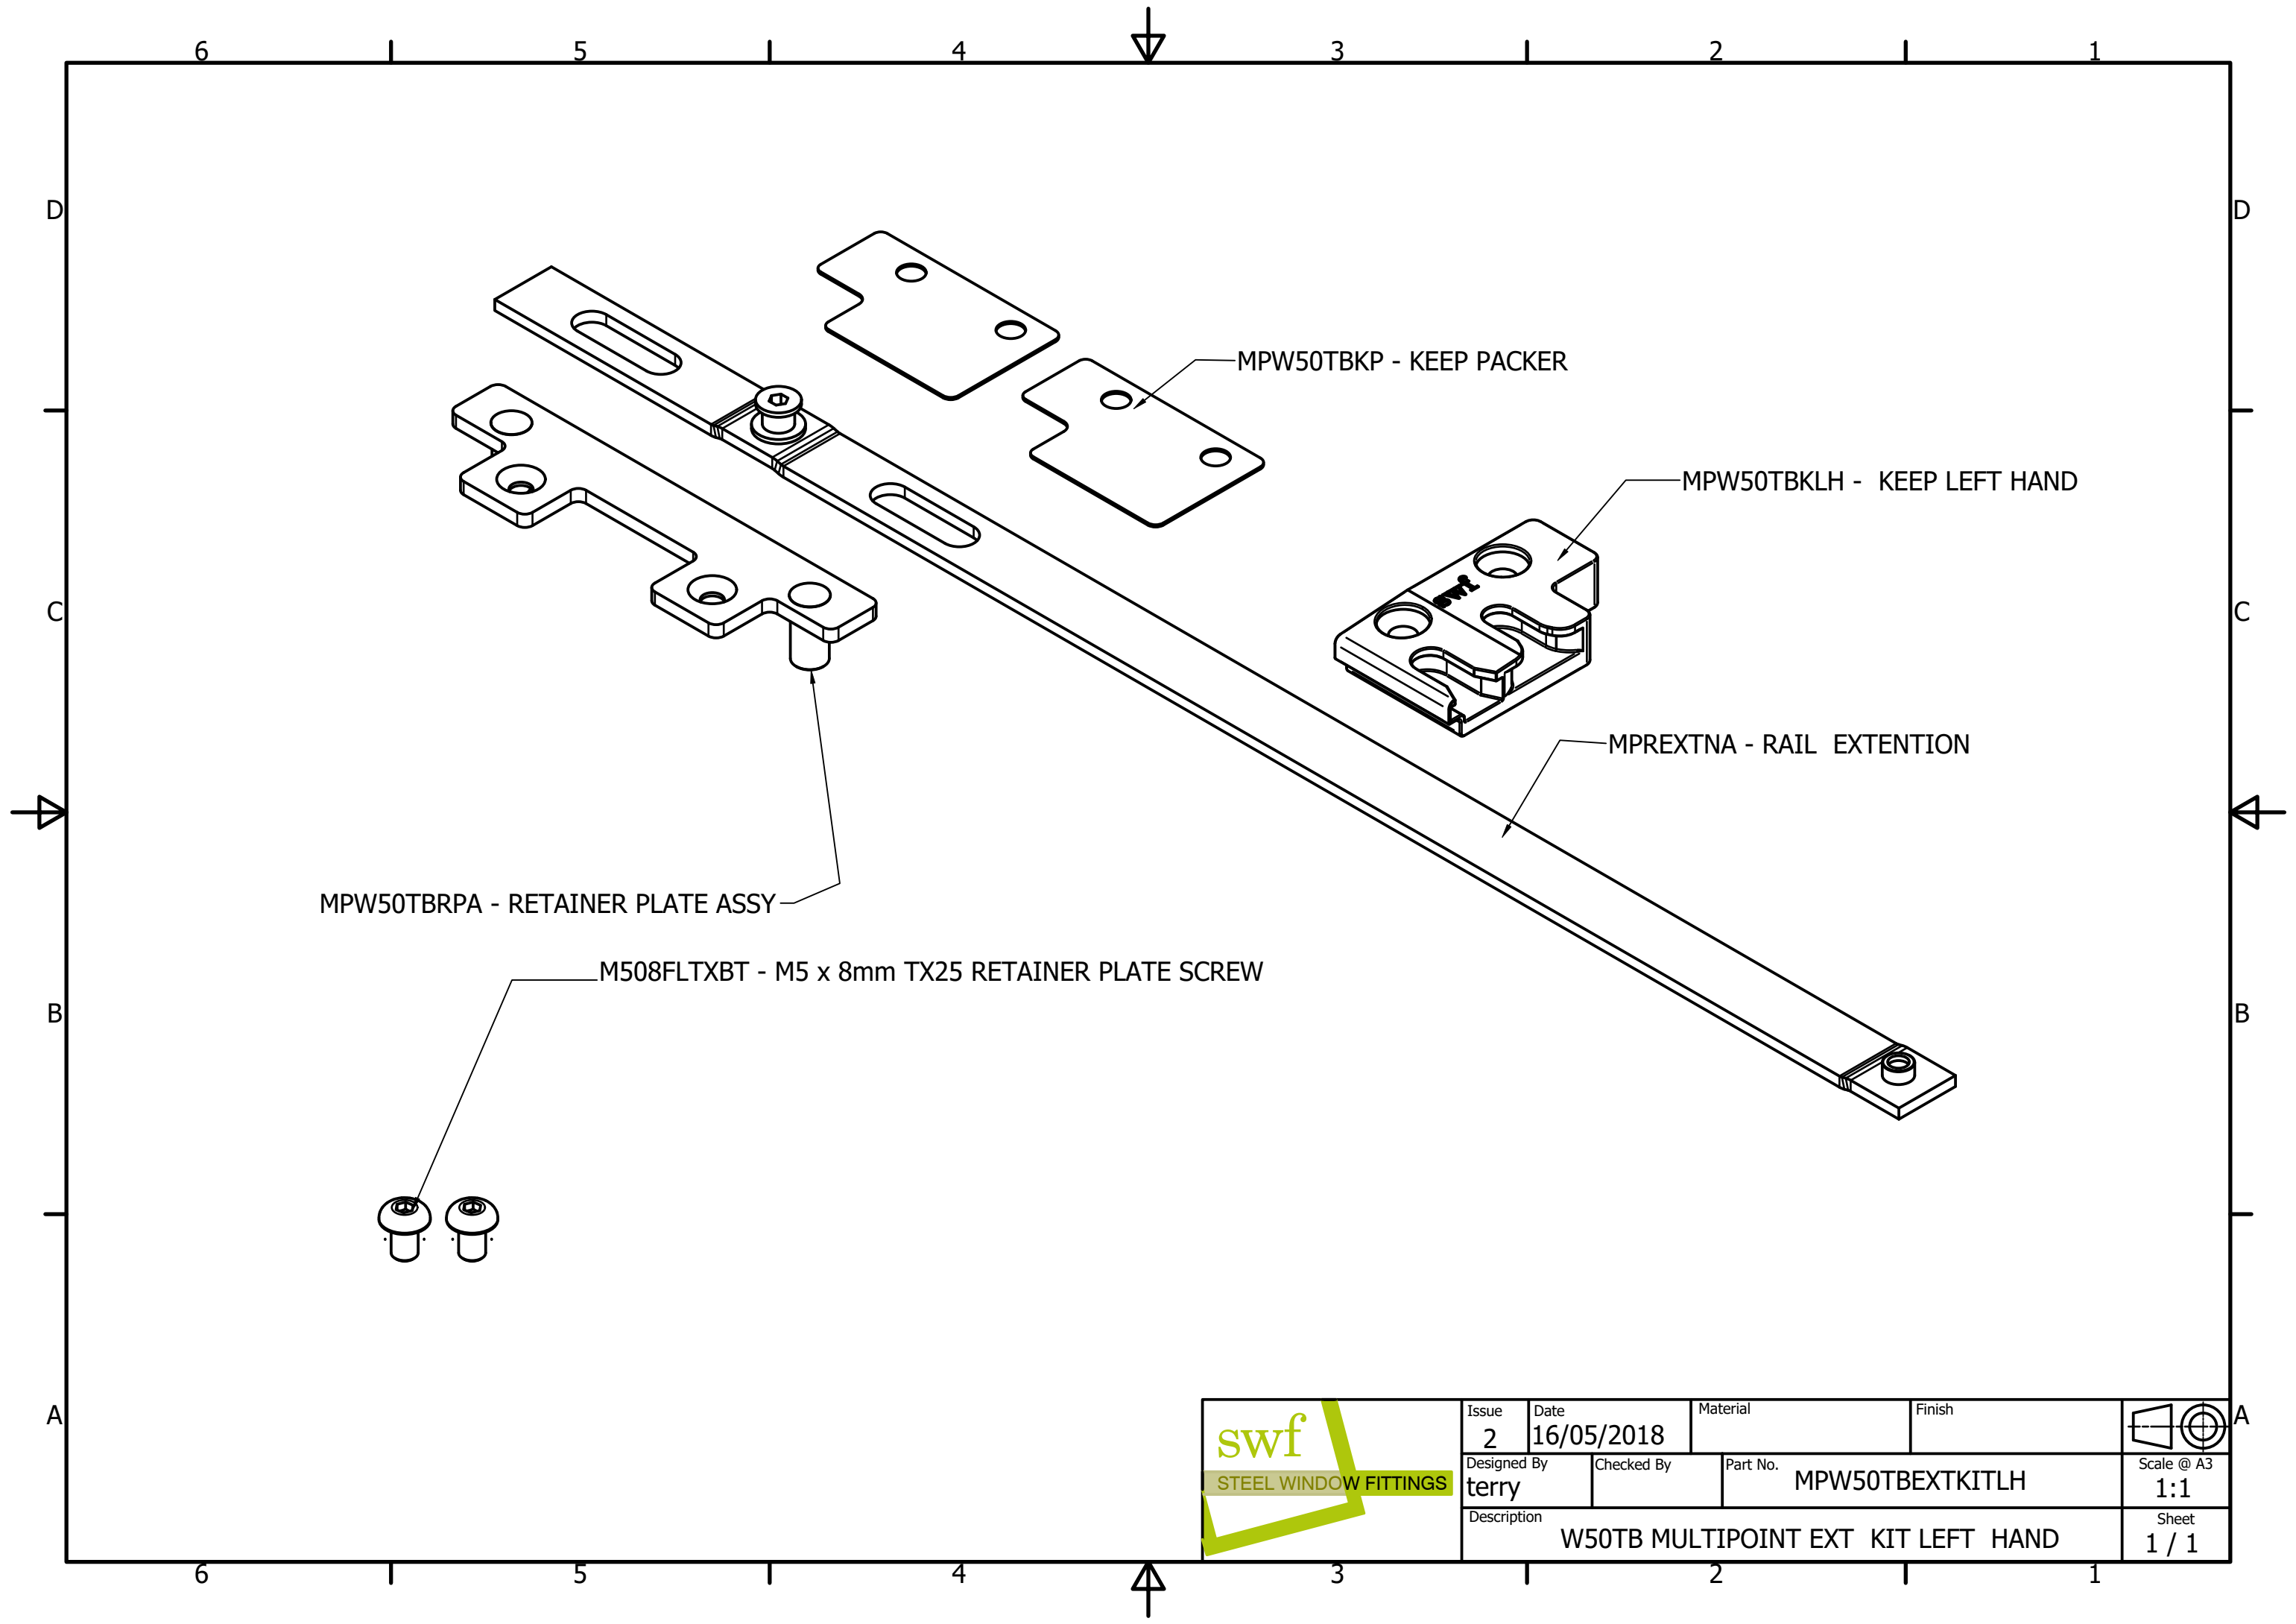 6 5 4 3 2 1
D D
MPW50TBKP - KEEP PACKER
MPW50TBKLH - KEEP LEFT HAND
swf
C C
MPREXTNA - RAIL EXTENTION
MPW50TBRPA - RETAINER PLATE ASSY
M508FLTXBT - M5 x 8mm TX25 RETAINER PLATE SCREW
B B
A A
swf
STEEL WINDOW FITTINGS
Issue
2
Date
16/05/2018
Material
Finish
Designed By
terry
Checked By
Part No.
MPW50TBEXTKITLH
Scale @ A3
1:1
Description
W50TB MULTIPOINT EXT KIT LEFT HAND
Sheet
1 / 1
6 5 4 3 2 1